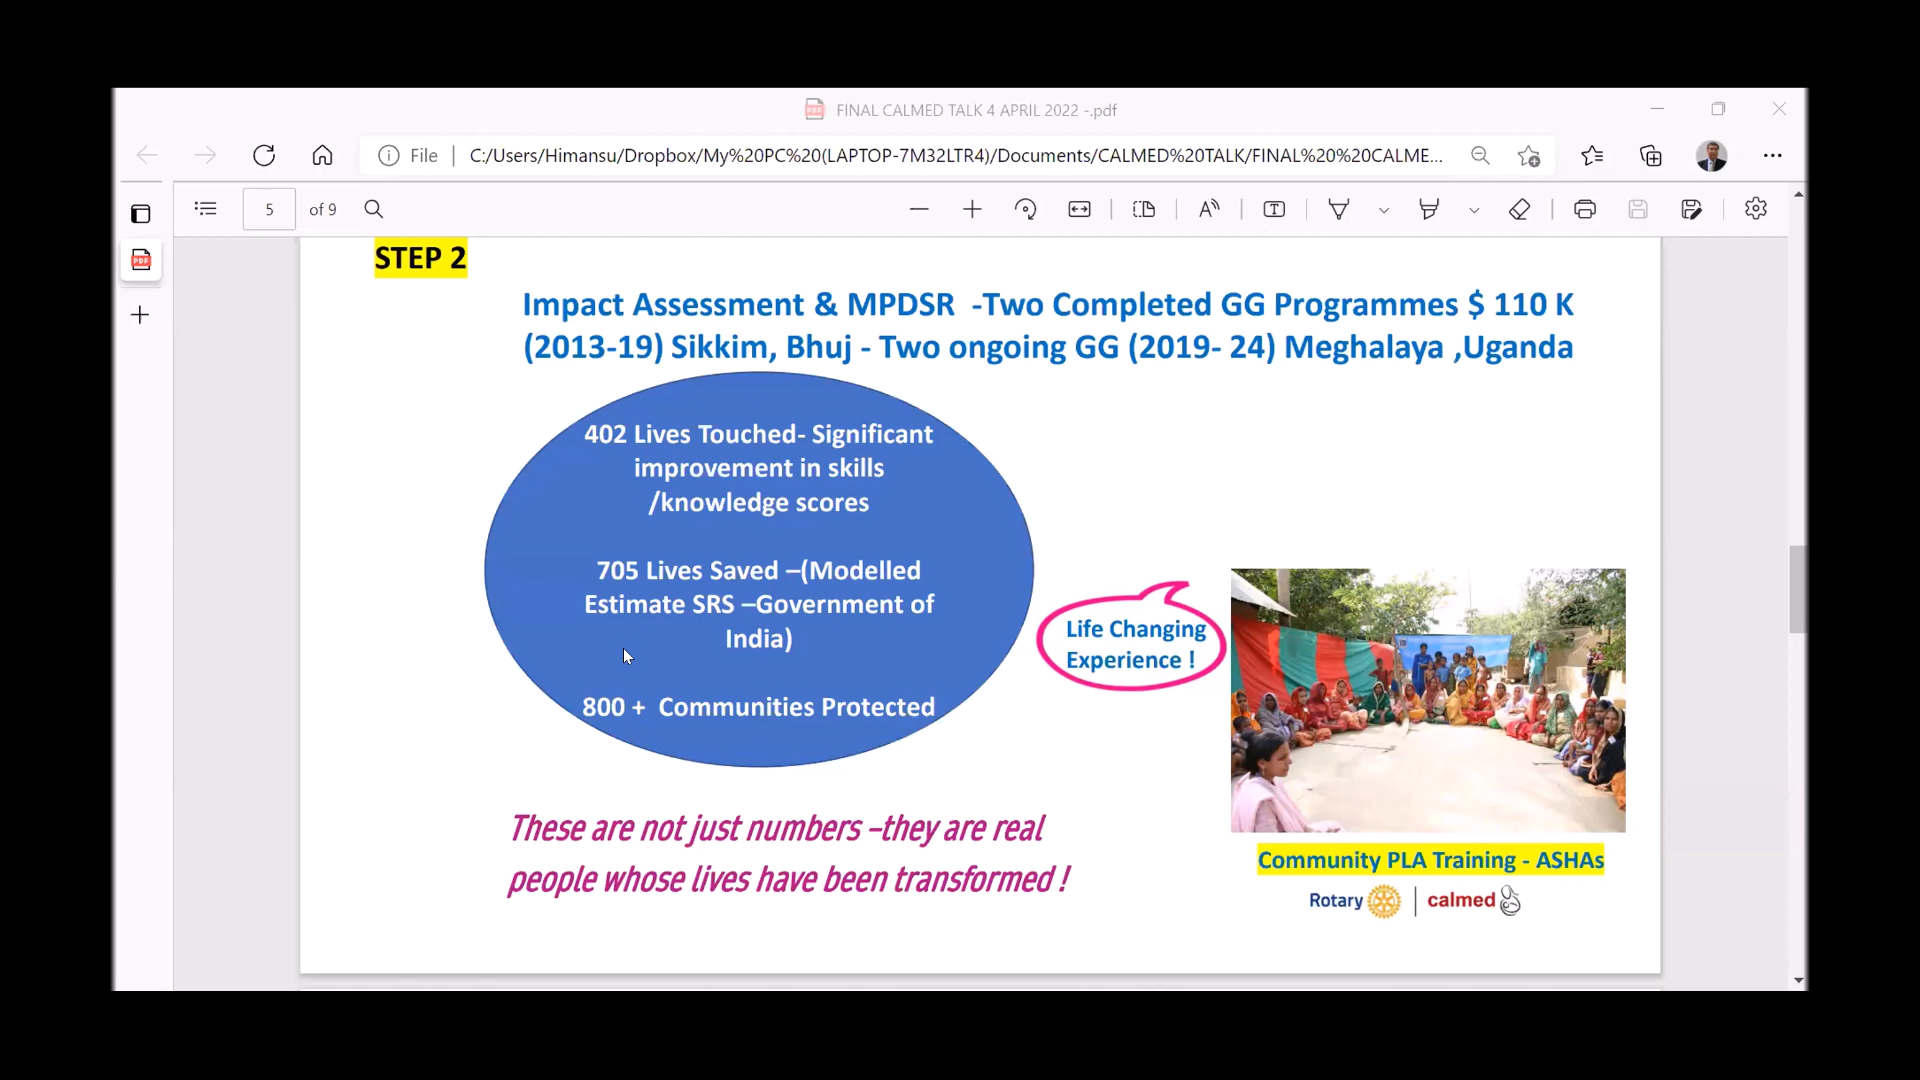 FINAL CALMED TALK 4 APRIL 2022 -.pdf
File
C:/Users/Himansu/Dropbox/My%20PC%20(LAPTOP-7M32LTR4)/Documents/CALMED%20TALK/FINAL%20%20CALME...
5 of 9
STEP 2
Impact Assessment & MPDSR -Two Completed GG Programmes $ 110 K
(2013-19) Sikkim, Bhuj - Two ongoing GG (2019- 24) Meghalaya ,Uganda
402 Lives Touched- Significant
improvement in skills
/knowledge scores
705 Lives Saved –(Modelled
Estimate SRS –Government of
India)
800 + Communities Protected
Life Changing
Experience !
These are not just numbers –they are real
people whose lives have been transformed !
Community PLA Training - ASHAs
Rotary | calmed